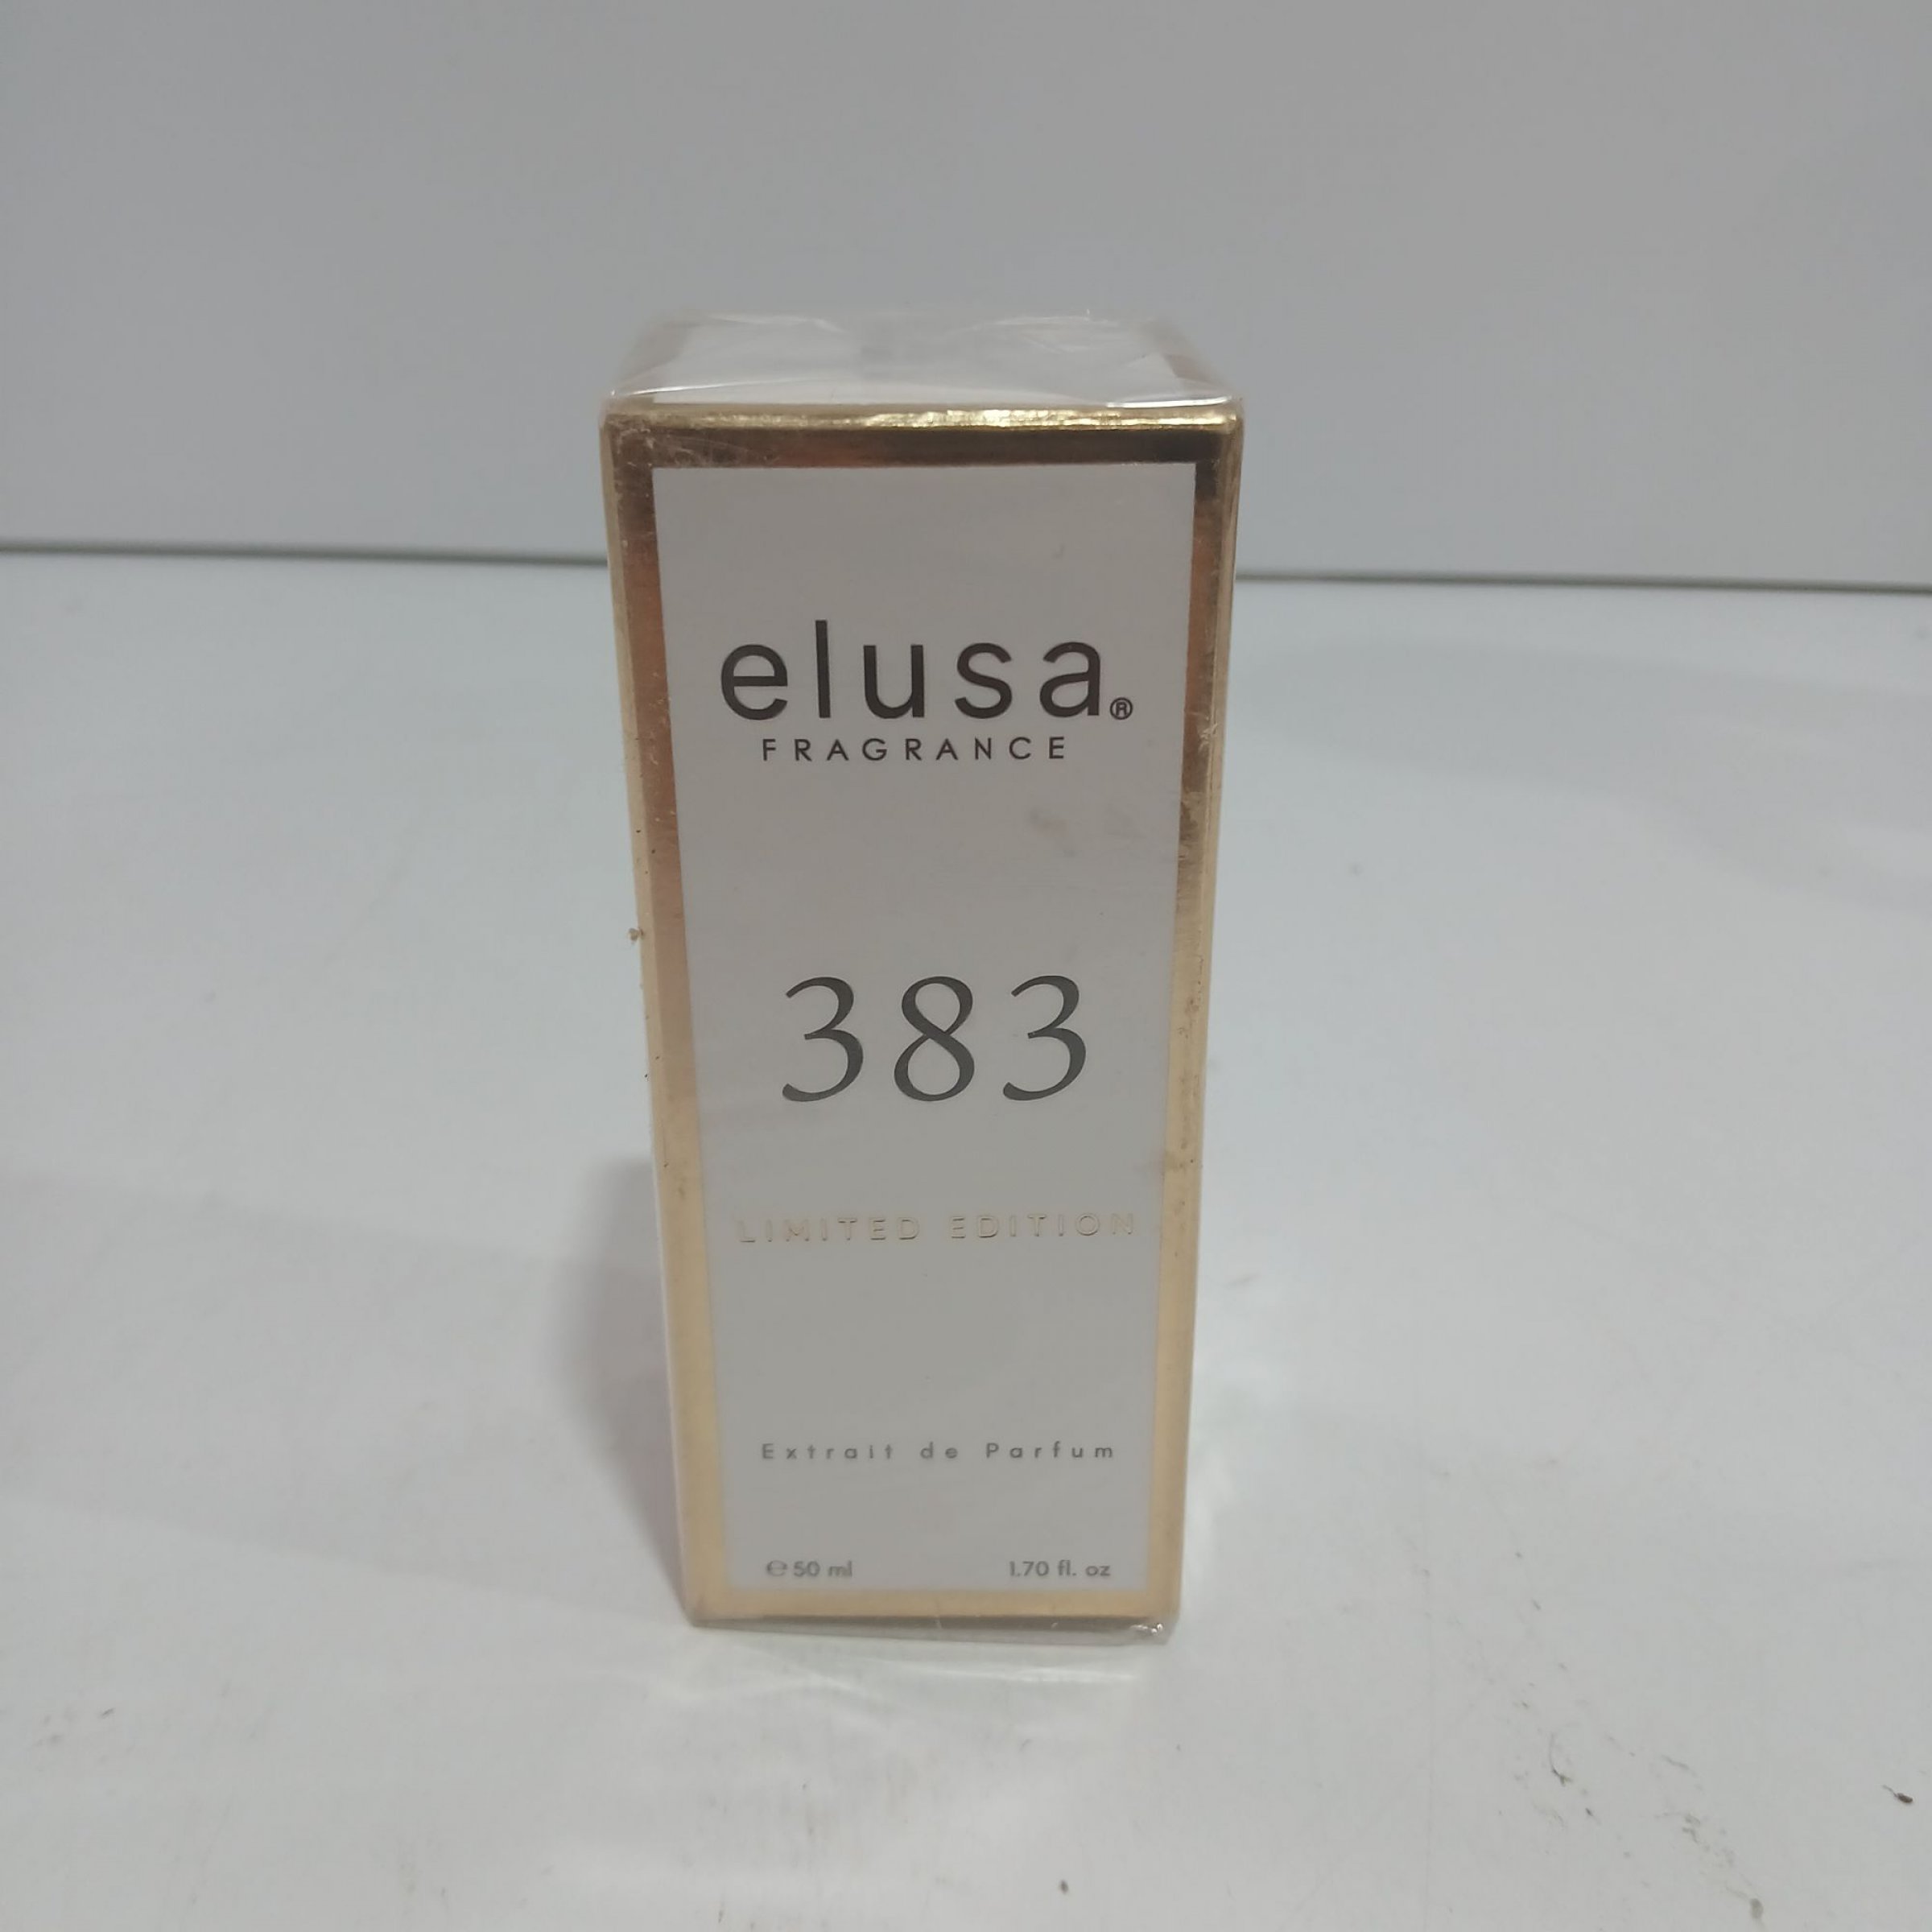 elusa®
FRAGRANCE
383
LIMITED EDITION
Extrait de Parfum
℮ 50 ml 1.70 fl. oz